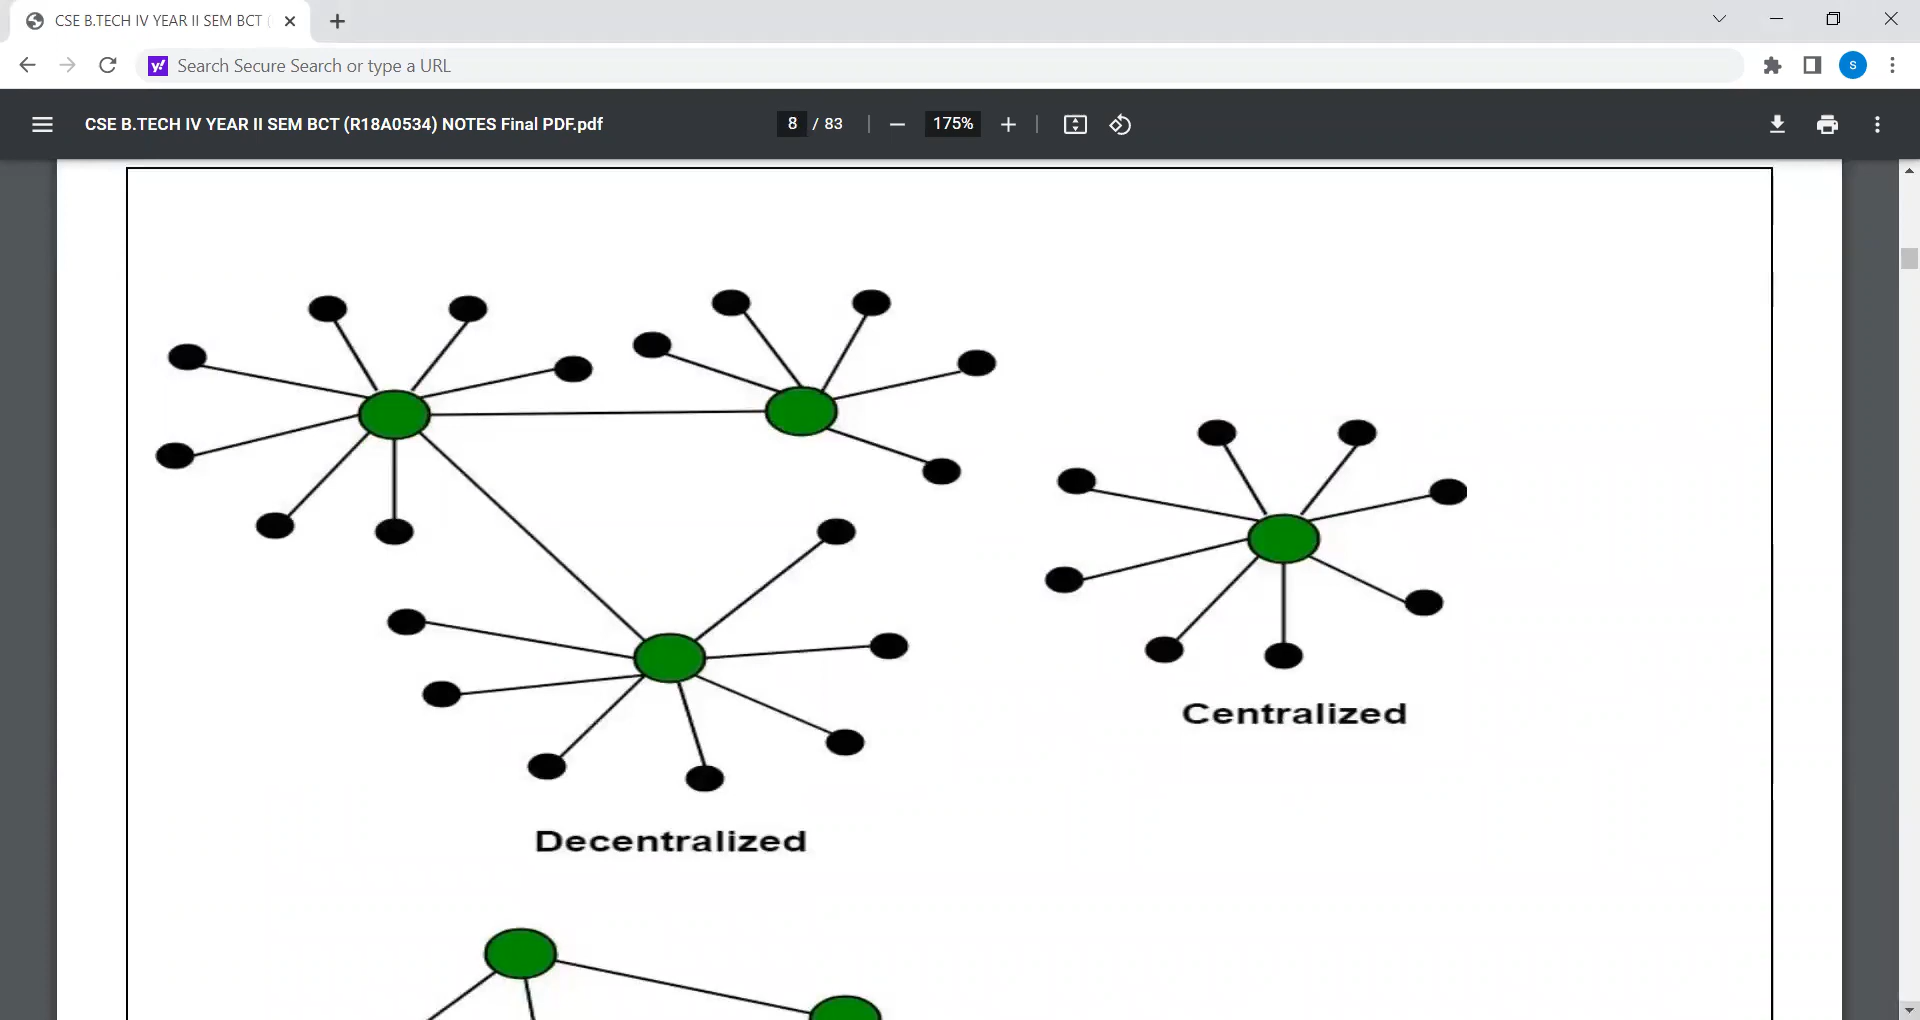 CSE B.TECH IV YEAR II SEM BCT (
Search Secure Search or type a URL
s
CSE B.TECH IV YEAR II SEM BCT (R18A0534) NOTES Final PDF.pdf
8 / 83
175%
Centralized
Decentralized